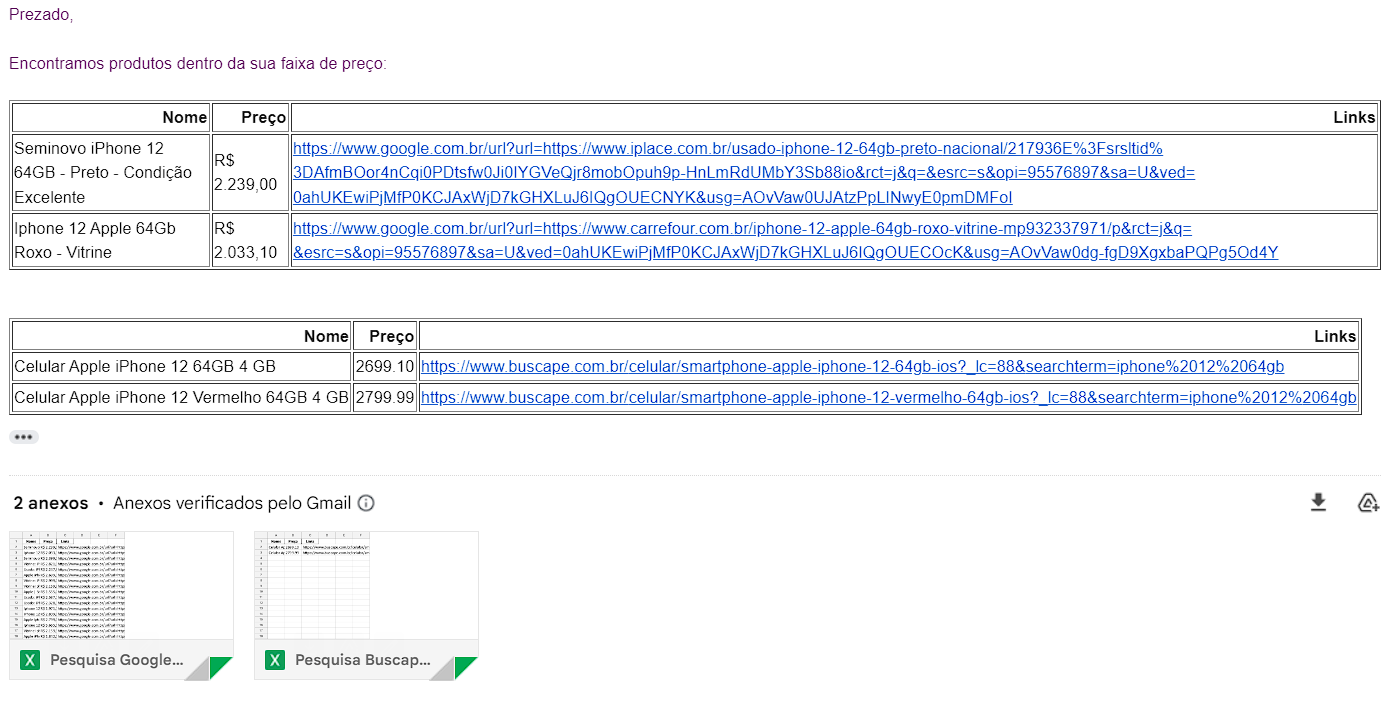 Prezado,
Encontramos produtos dentro da sua faixa de preço:
Nome Preço Links
Seminovo iPhone 12
64GB - Preto - Condição
Excelente
R$
2.239,00
https://www.google.com.br/url?url=https://www.iplace.com.br/usado-iphone-12-64gb-preto-nacional/217936E%3Fsrsltid%
3DAfmBOor4nCqi0PDtsfw0Ji0IYGVeQjr8mobOpuh9p-HnLmRdUMbY3Sb88io&rct=j&q=&esrc=s&opi=95576897&sa=U&ved=
0ahUKEwiPjMfP0KCJAxWjD7kGHXLuJ6IQgOUECNYK&usg=AOvVaw0UJAtzPpLINwyE0pmDMFoI
Iphone 12 Apple 64Gb
Roxo - Vitrine
R$
2.033,10
https://www.google.com.br/url?url=https://www.carrefour.com.br/iphone-12-apple-64gb-roxo-vitrine-mp932337971/p&rct=j&q=
&esrc=s&opi=95576897&sa=U&ved=0ahUKEwiPjMfP0KCJAxWjD7kGHXLuJ6IQgOUECOcK&usg=AOvVaw0dg-fgD9XgxbaPQPg5Od4Y
Nome Preço Links
Celular Apple iPhone 12 64GB 4 GB 2699.10 https://www.buscape.com.br/celular/smartphone-apple-iphone-12-64gb-ios?_lc=88&searchterm=iphone%2012%2064gb
Celular Apple iPhone 12 Vermelho 64GB 4 GB 2799.99 https://www.buscape.com.br/celular/smartphone-apple-iphone-12-vermelho-64gb-ios?_lc=88&searchterm=iphone%2012%2064gb
2 anexos • Anexos verificados pelo Gmail
Pesquisa Google...
Pesquisa Buscap...